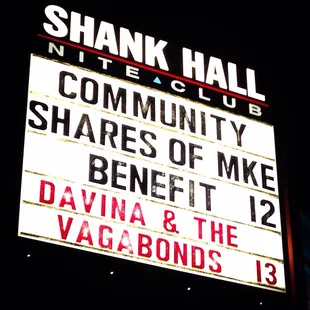 SHANK HALL
NITE CLUB
COMMUNITY
SHARES OF MKE
BENEFIT 12
DAVINA & THE
VAGABONDS 13